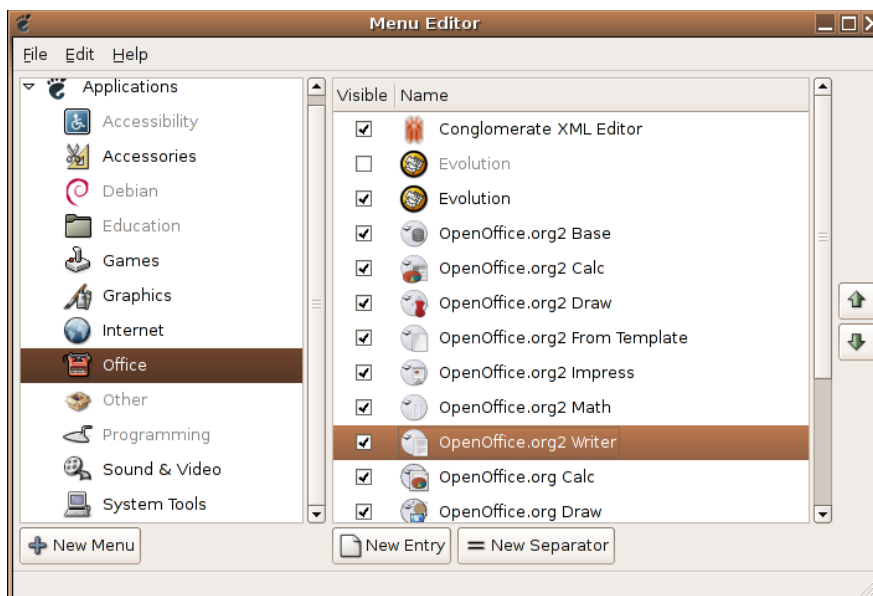 Menu Editor
File Edit Help
Applications
Accessibility
Accessories
Debian
Education
Games
Graphics
Internet
Office
Other
Programming
Sound & Video
System Tools
New Menu
Visible Name
Conglomerate XML Editor
Evolution
Evolution
OpenOffice.org2 Base
OpenOffice.org2 Calc
OpenOffice.org2 Draw
OpenOffice.org2 From Template
OpenOffice.org2 Impress
OpenOffice.org2 Math
OpenOffice.org2 Writer
OpenOffice.org Calc
OpenOffice.org Draw
New Entry
New Separator